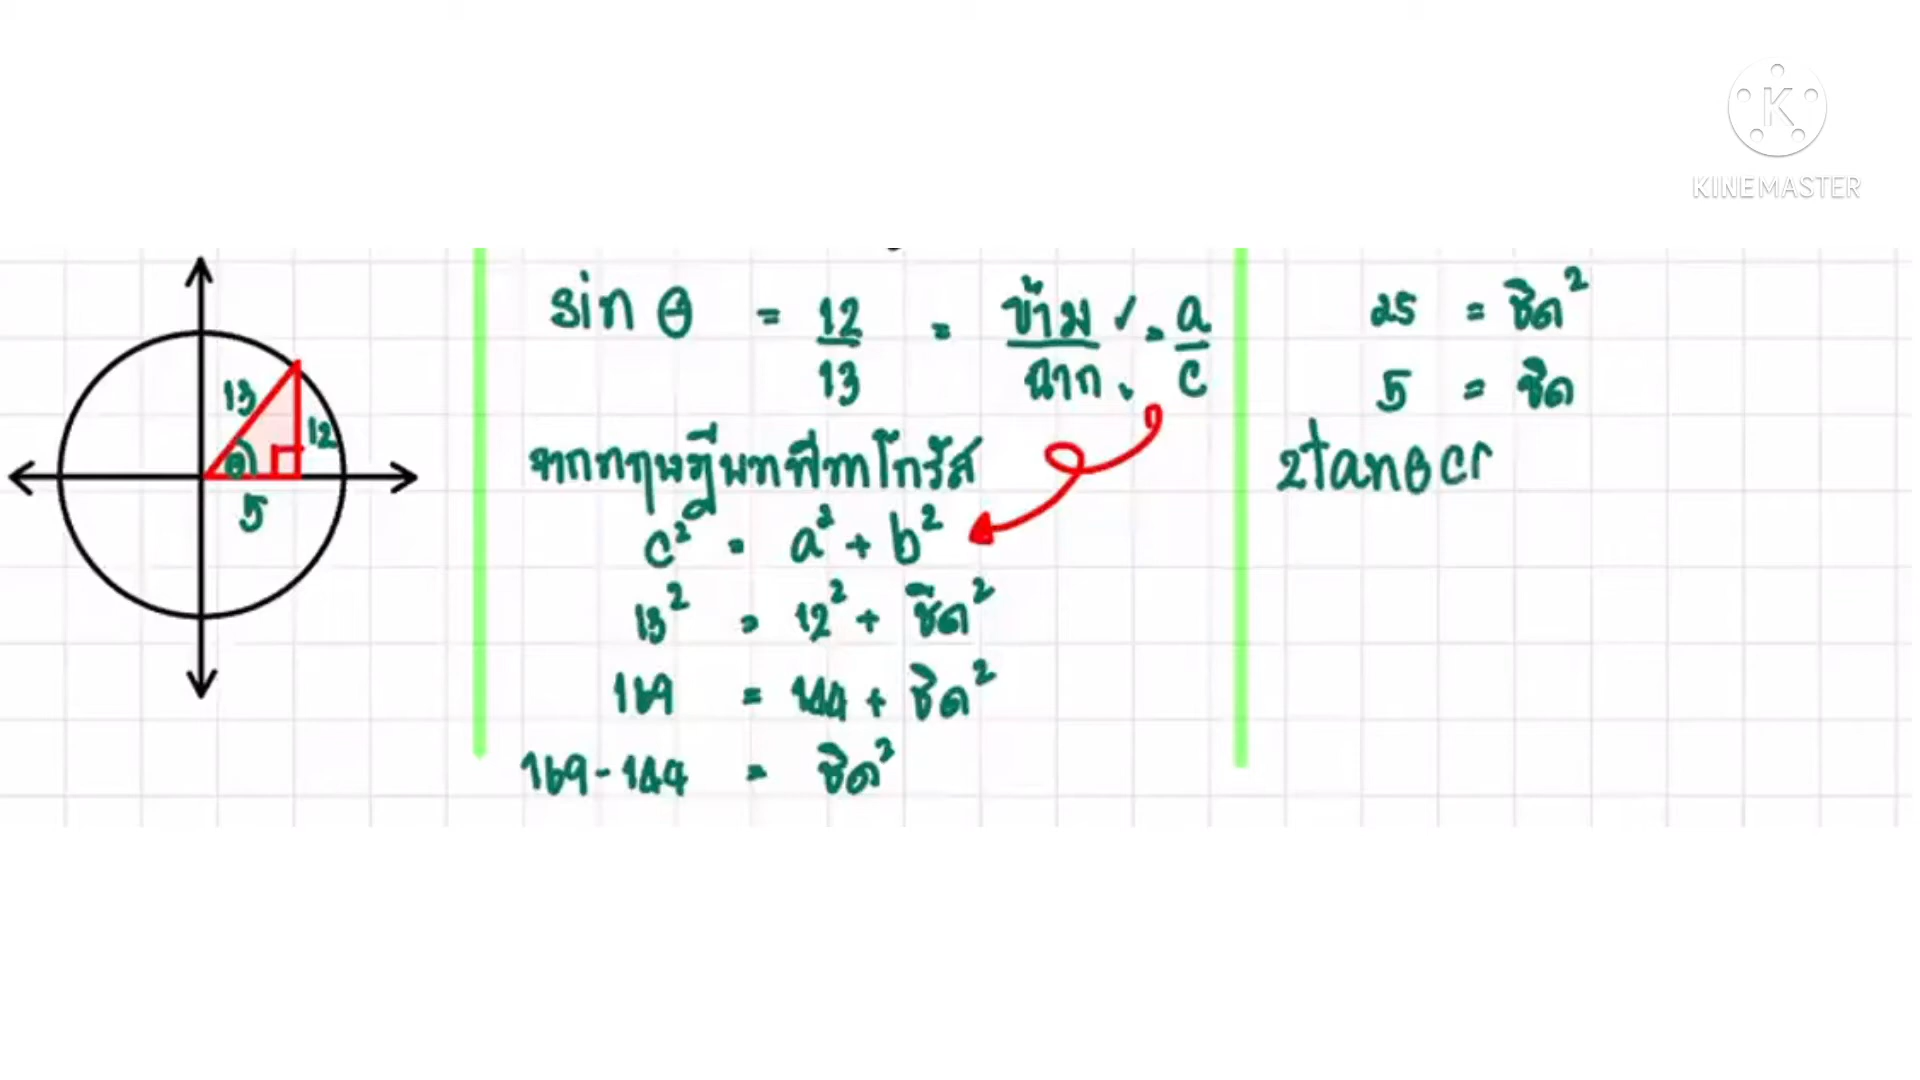 KINEMASTER
13
12
θ
5
sin θ = 12/13 = ข้าม/ฉาก = a/c
จากทฤษฎีบทพีทาโกรัส
c² = a² + b²
13² = 12² + ชิด²
169 = 144 + ชิด²
169-144 = ชิด²
25 = ชิด²
5 = ชิด
2tanθcr